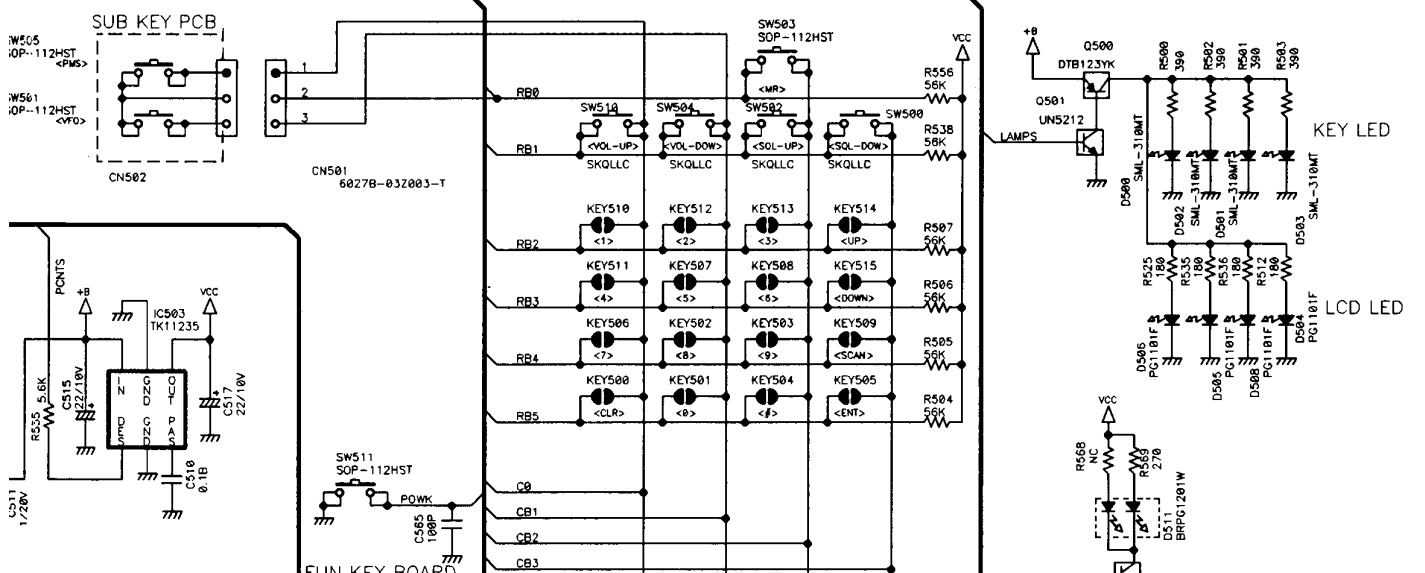 SUB KEY PCB
SW505
SOP-112HST
<PMS>
SW501
SOP-112HST
<VFO>
CN502
1
2
3
CN501
60278-03Z003-T
SW503
SOP-112HST
<MR>
VCC
R556
56K
RB0
SW510
SW504
SW502
SW500
R538
56K
<VOL-UP>
<VOL-DOW>
<SQL-UP>
<SQL-DOW>
RB1
SKQLLC
SKQLLC
SKQLLC
SKQLLC
KEY510
KEY512
KEY513
KEY514
R507
56K
<1>
<2>
<3>
<UP>
RB2
KEY511
KEY507
KEY508
KEY515
R506
56K
<4>
<5>
<6>
<DOWN>
RB3
KEY506
KEY502
KEY503
KEY509
R505
56K
<7>
<8>
<9>
<SCAN>
RB4
KEY500
KEY501
KEY504
KEY505
R504
56K
<CLR>
<0>
<#>
<ENT>
RB5
C0
CB1
CB2
CB3
SW511
SOP-112HST
POWK
C565
100P
FUN KEY BOARD
PCNTS
+B
VCC
IC503
TK11235
R535 5.6K
C515
22/10V
IN
GND
OUT
DES
GND
PAS
C517
22/10V
C510
0.1B
C511
1/20V
+B
Q500
DTB123YK
Q501
UN5212
LAMPS
R500
390
R502
390
R501
390
R503
390
KEY LED
D500
SML-310MT
D502
SML-310MT
D501
SML-310MT
D503
SML-310MT
R525
180
R535
180
R536
180
R512
180
LCD LED
D506
PG1101F
D505
PG1101F
D508
PG1101F
D504
PG1101F
VCC
R568
NC
R569
270
D511
BRPG1201W